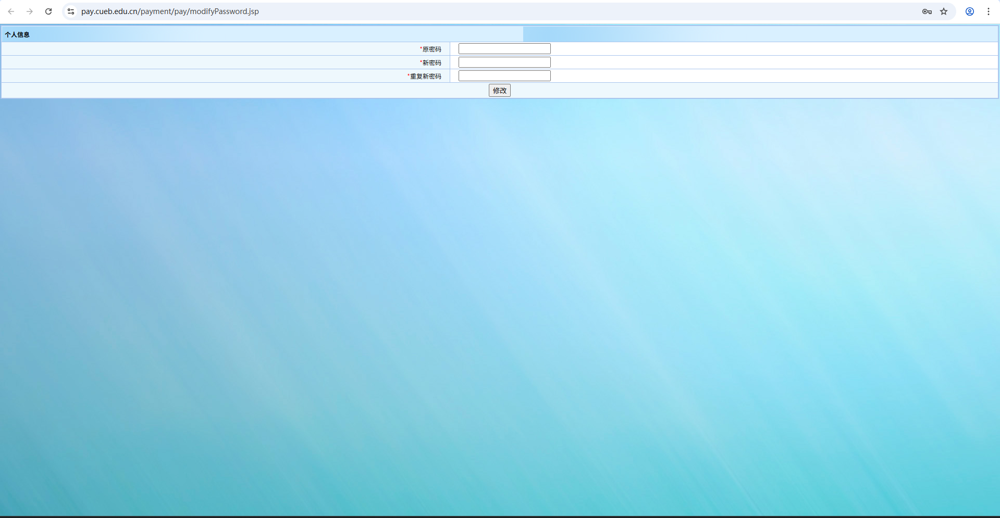 pay.cueb.edu.cn/payment/pay/modifyPassword.jsp
个人信息
*原密码
*新密码
*重复新密码
修改